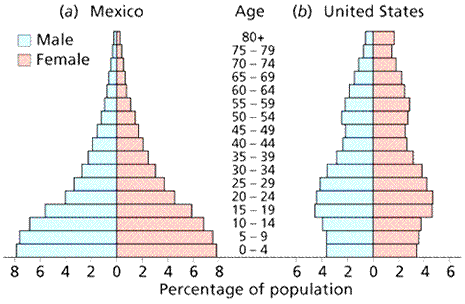 (a) Mexico Age (b) United States
Male
Female
80+
75 – 79
70 – 74
65 – 69
60 – 64
55 – 59
50 – 54
45 – 49
40 – 44
35 – 39
30 – 34
25 – 29
20 – 24
15 – 19
10 – 14
5 – 9
0 – 4
8 6 4 2 0 2 4 6 8 6 4 2 0 2 4 6
Percentage of population